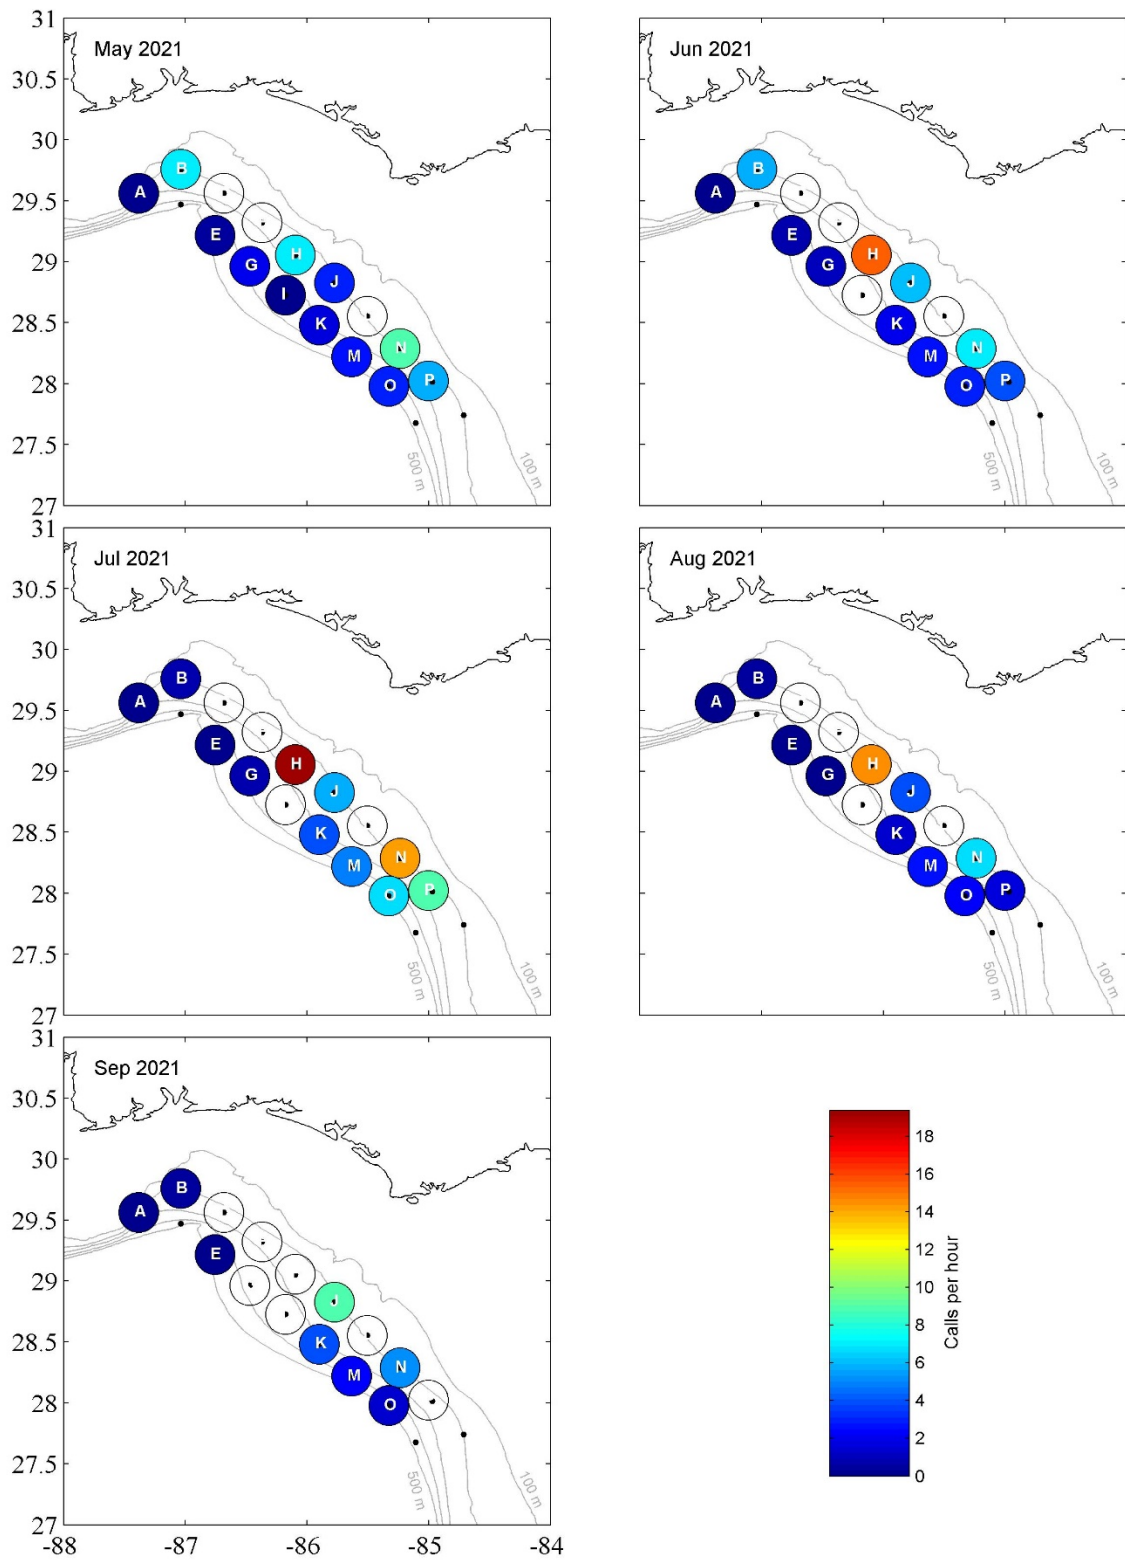 31
May 2021
30.5
30
29.5
29
28.5
28
27.5
27
A
B
E
G
H
I
J
K
M
N
O
P
500 m
100 m
Jun 2021
A
B
E
G
H
J
K
M
N
O
P
500 m
100 m
31
Jul 2021
30.5
30
29.5
29
28.5
28
27.5
27
A
B
E
G
H
J
K
M
N
O
P
500 m
100 m
Aug 2021
A
B
E
G
H
J
K
M
N
O
P
500 m
100 m
31
Sep 2021
30.5
30
29.5
29
28.5
28
27.5
27
A
B
E
J
K
M
N
O
500 m
100 m
-88 -87 -86 -85 -84
18
16
14
12
10
8
6
4
2
0
Calls per hour